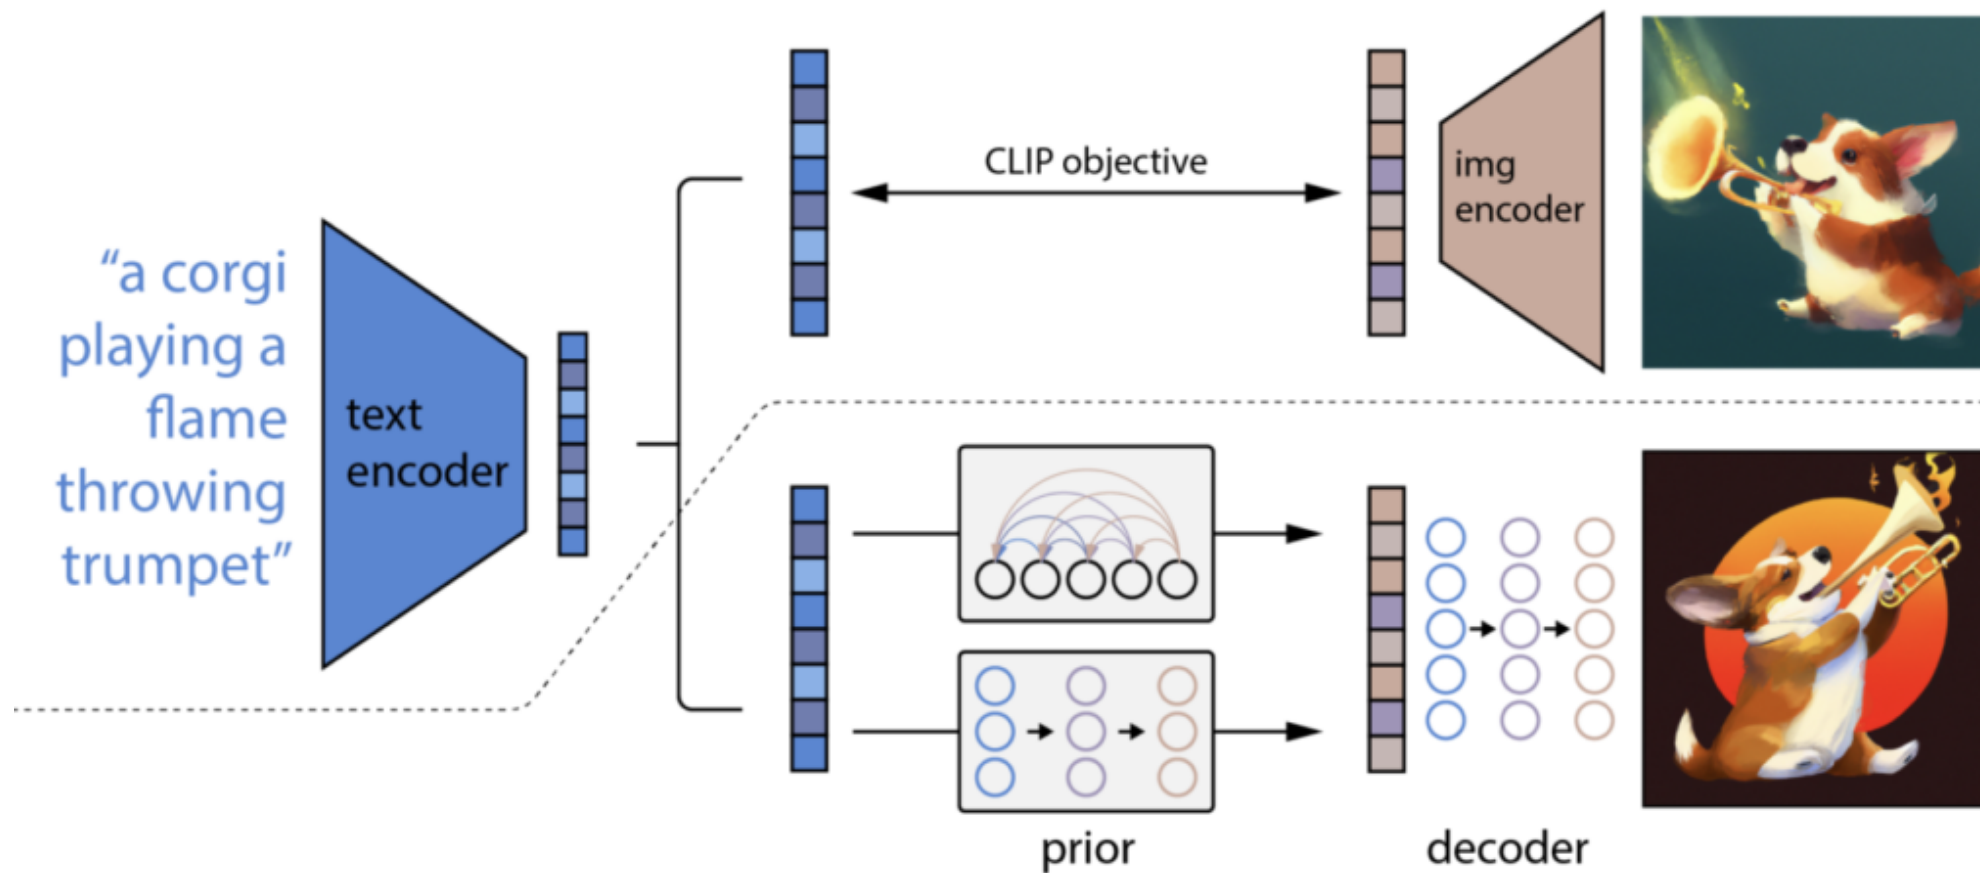 “a corgi
playing a
flame
throwing
trumpet”
text
encoder
CLIP objective
img
encoder
prior
decoder